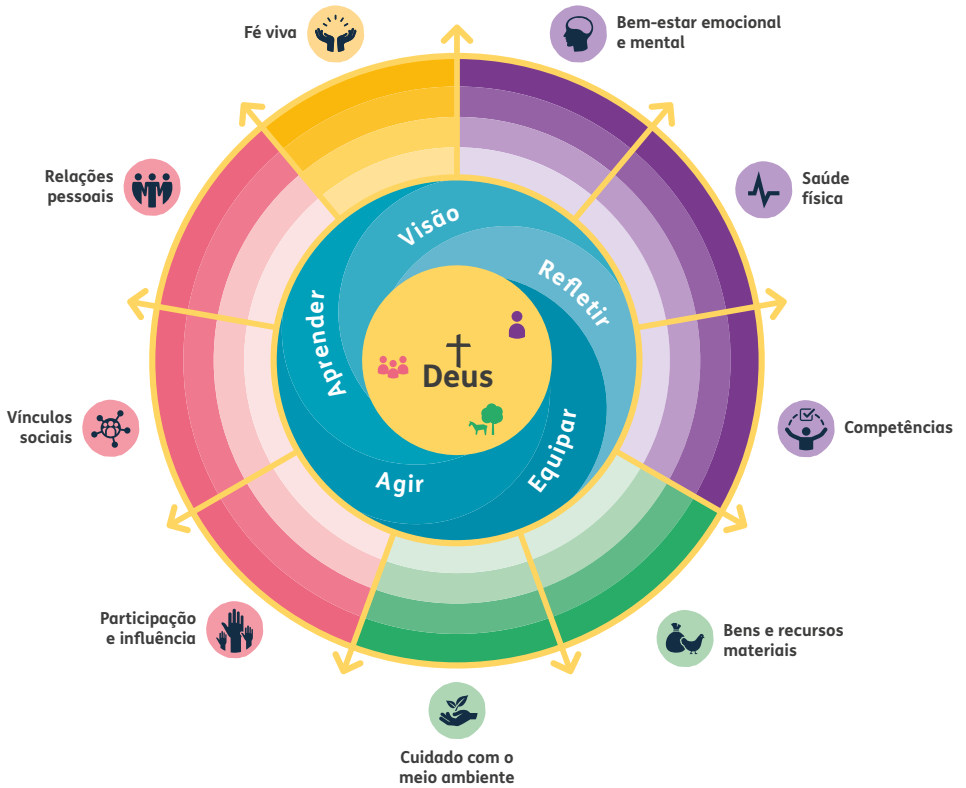 Fé viva
Bem-estar emocional
e mental
Relações
pessoais
Saúde
física
Visão
Refletir
Aprender
Deus
Equipar
Agir
Vínculos
sociais
Competências
Participação
e influência
Bens e recursos
materiais
Cuidado com o
meio ambiente